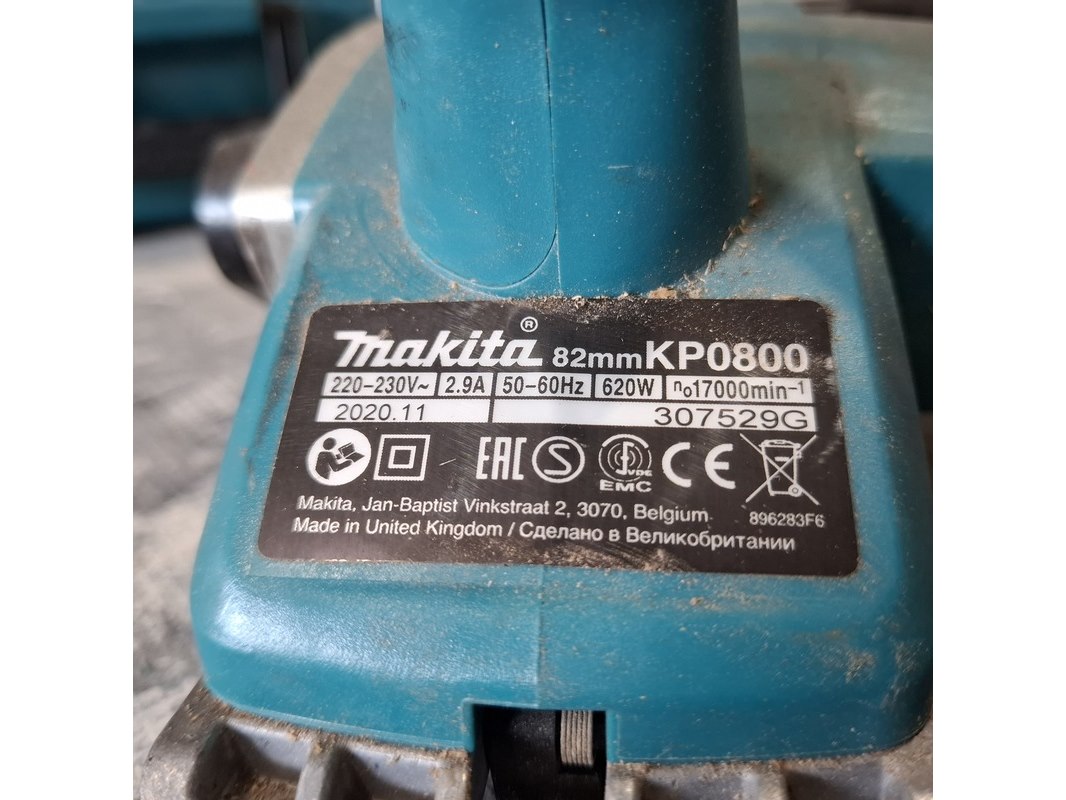 Makita® 82mm KP0800
220-230V~ 2.9A 50-60Hz 620W n₀17000min⁻¹
2020.11 307529G
EAC S VDE EMC CE
Makita, Jan-Baptist Vinkstraat 2, 3070, Belgium 896283F6
Made in United Kingdom / Сделано в Великобритании